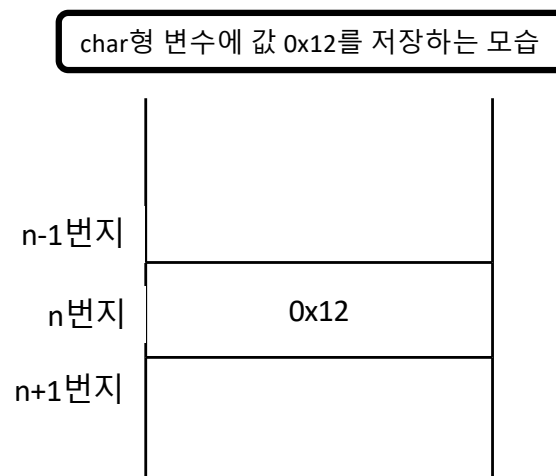 char형 변수에 값 0x12를 저장하는 모습
n-1번지
n번지 0x12
n+1번지